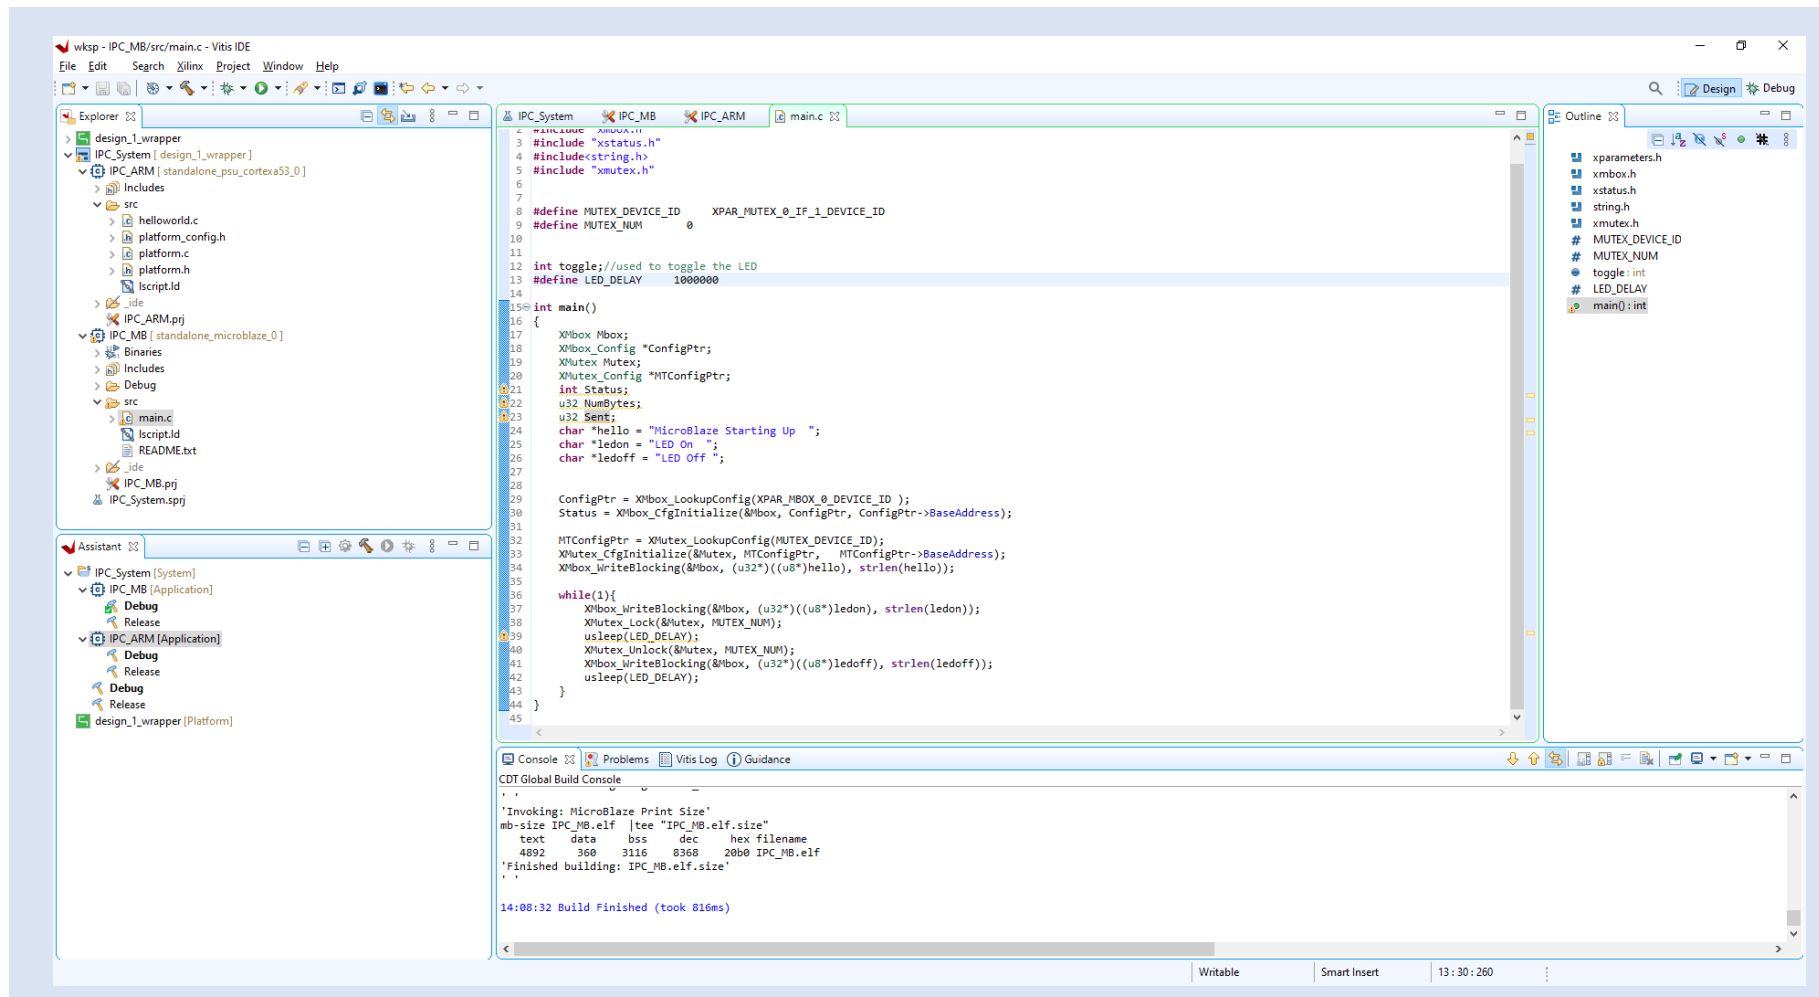 wksp - IPC_MB/src/main.c - Vitis IDE
File Edit Search Xilinx Project Window Help
Design Debug
Explorer
design_1_wrapper
IPC_System [ design_1_wrapper ]
IPC_ARM [ standalone_psu_cortexa53_0 ]
Includes
src
helloworld.c
platform_config.h
platform.c
platform.h
lscript.ld
_ide
IPC_ARM.prj
IPC_MB [ standalone_microblaze_0 ]
Binaries
Includes
Debug
src
main.c
lscript.ld
README.txt
_ide
IPC_MB.prj
IPC_System.sprj
Assistant
IPC_System [System]
IPC_MB [Application]
Debug
Release
IPC_ARM [Application]
Debug
Release
Debug
Release
design_1_wrapper [Platform]
IPC_System IPC_MB IPC_ARM main.c
2 #include "xmbox.h"
3 #include "xstatus.h"
4 #include<string.h>
5 #include "xmutex.h"
6
7
8 #define MUTEX_DEVICE_ID XPAR_MUTEX_0_IF_1_DEVICE_ID
9 #define MUTEX_NUM 0
10
11
12 int toggle;//used to toggle the LED
13 #define LED_DELAY 1000000
14
15 int main()
16 {
17 XMbox Mbox;
18 XMbox_Config *ConfigPtr;
19 XMutex Mutex;
20 XMutex_Config *MTConfigPtr;
21 int Status;
22 u32 NumBytes;
23 u32 Sent;
24 char *hello = "MicroBlaze Starting Up  ";
25 char *ledon = "LED On  ";
26 char *ledoff = "LED Off ";
27
28
29 ConfigPtr = XMbox_LookupConfig(XPAR_MBOX_0_DEVICE_ID );
30 Status = XMbox_CfgInitialize(&Mbox, ConfigPtr, ConfigPtr->BaseAddress);
31
32 MTConfigPtr = XMutex_LookupConfig(MUTEX_DEVICE_ID);
33 XMutex_CfgInitialize(&Mutex, MTConfigPtr,   MTConfigPtr->BaseAddress);
34 XMbox_WriteBlocking(&Mbox, (u32*)((u8*)hello), strlen(hello));
35
36 while(1){
37 XMbox_WriteBlocking(&Mbox, (u32*)((u8*)ledon), strlen(ledon));
38 XMutex_Lock(&Mutex, MUTEX_NUM);
39 usleep(LED_DELAY);
40 XMutex_Unlock(&Mutex, MUTEX_NUM);
41 XMbox_WriteBlocking(&Mbox, (u32*)((u8*)ledoff), strlen(ledoff));
42 usleep(LED_DELAY);
43 }
44 }
45
Outline
xparameters.h
xmbox.h
xstatus.h
string.h
xmutex.h
MUTEX_DEVICE_ID
MUTEX_NUM
toggle : int
LED_DELAY
main() : int
Console Problems Vitis Log Guidance
CDT Global Build Console
' '
'Invoking: MicroBlaze Print Size'
mb-size IPC_MB.elf |tee "IPC_MB.elf.size"
text data bss dec hex filename
4892 360 3116 8368 20b0 IPC_MB.elf
'Finished building: IPC_MB.elf.size'
' '
14:08:32 Build Finished (took 816ms)
Writable Smart Insert 13 : 30 : 260